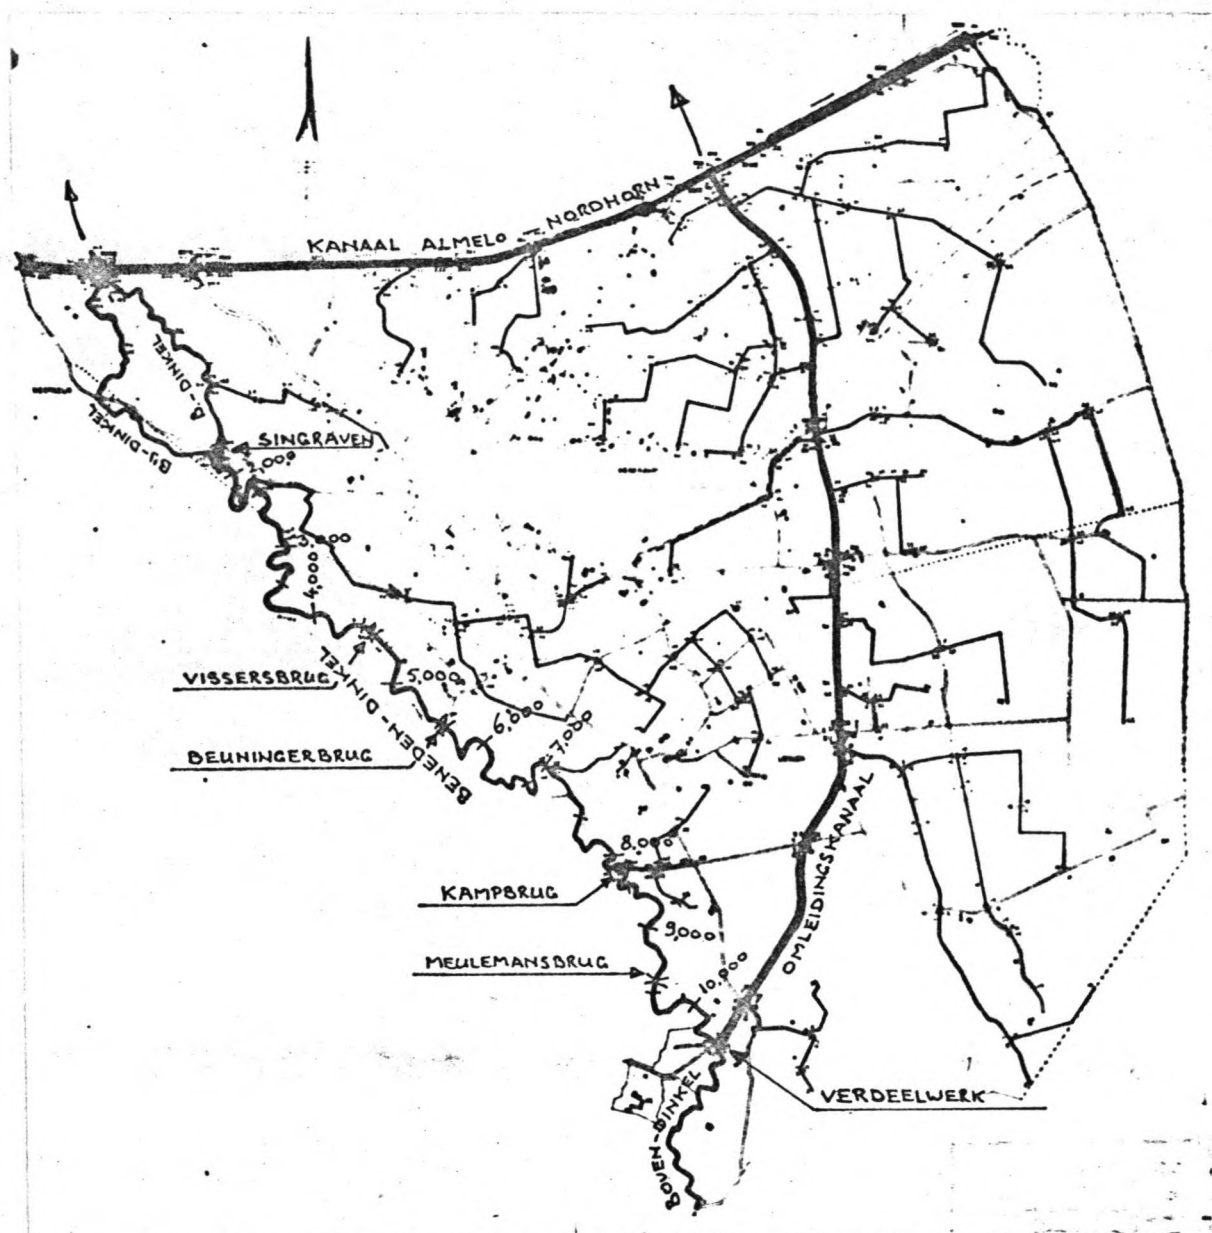 KANAAL ALMELO NORDHORN
B-DINKEL
BIJ-DINKEL
SINGRAVEN
2.000
3.000
4,000
VISSERSBRUG
5,000
BENEDEN-DINKEL
6,000
7,000
BEUNINGERBRUG
8,000
KAMPBRUG
9,000
MEULEMANSBRUG
10,000
OMLEIDINGSKANAAL
VERDEELWERK
BOVEN-DINKEL